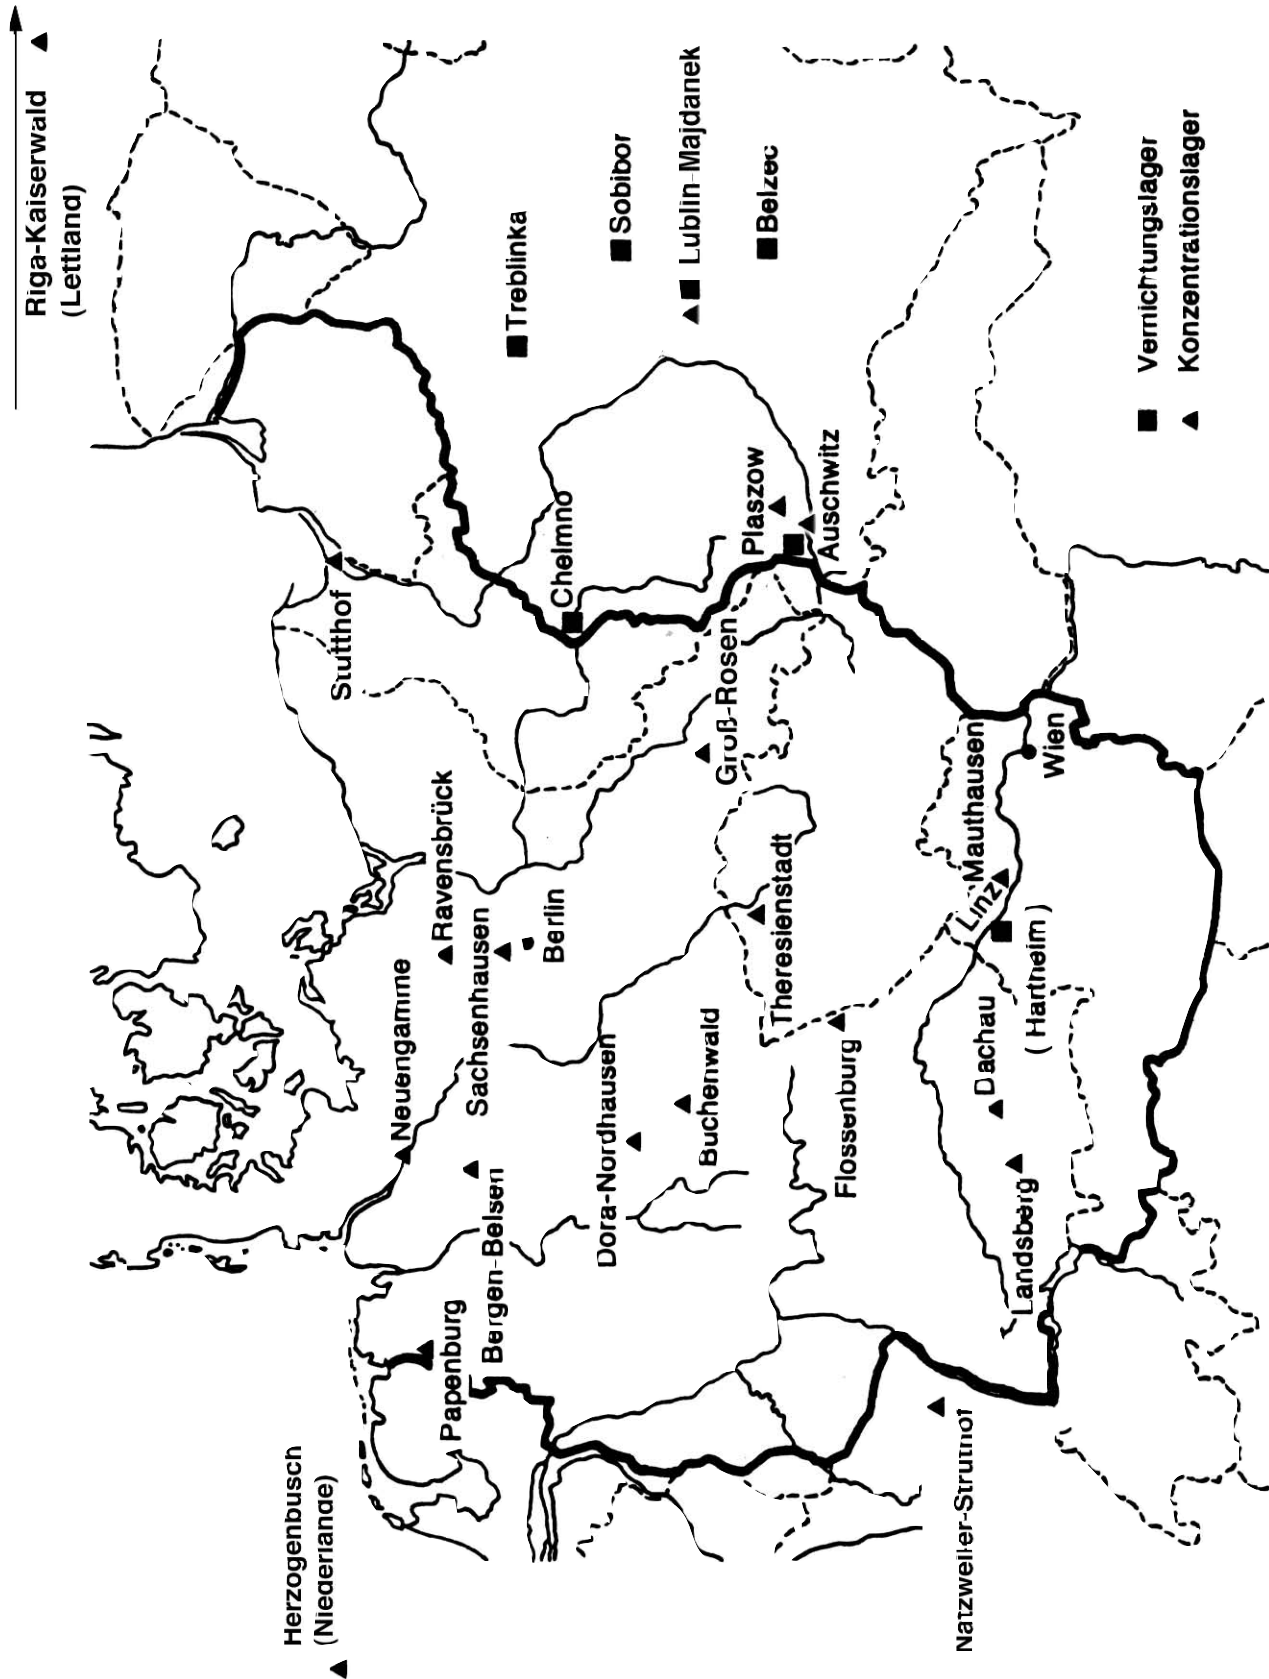 Riga-Kaiserwald
(Lettland)
Herzogenbusch
(Niederlande)
Stutthof
Neuengamme
Ravensbrück
Papenburg
Sachsenhausen
Bergen-Belsen
Berlin
Treblinka
Chelmno
Sobibor
Dora-Nordhausen
Lublin-Majdanek
Buchenwald
Groß-Rosen
Plaszow
Belzec
Theresienstadt
Auschwitz
Flossenburg
Natzweiler-Struthof
Mauthausen
Linz
Dachau
Landsberg
(Hartheim)
Wien
Vernichtungslager
Konzentrationslager